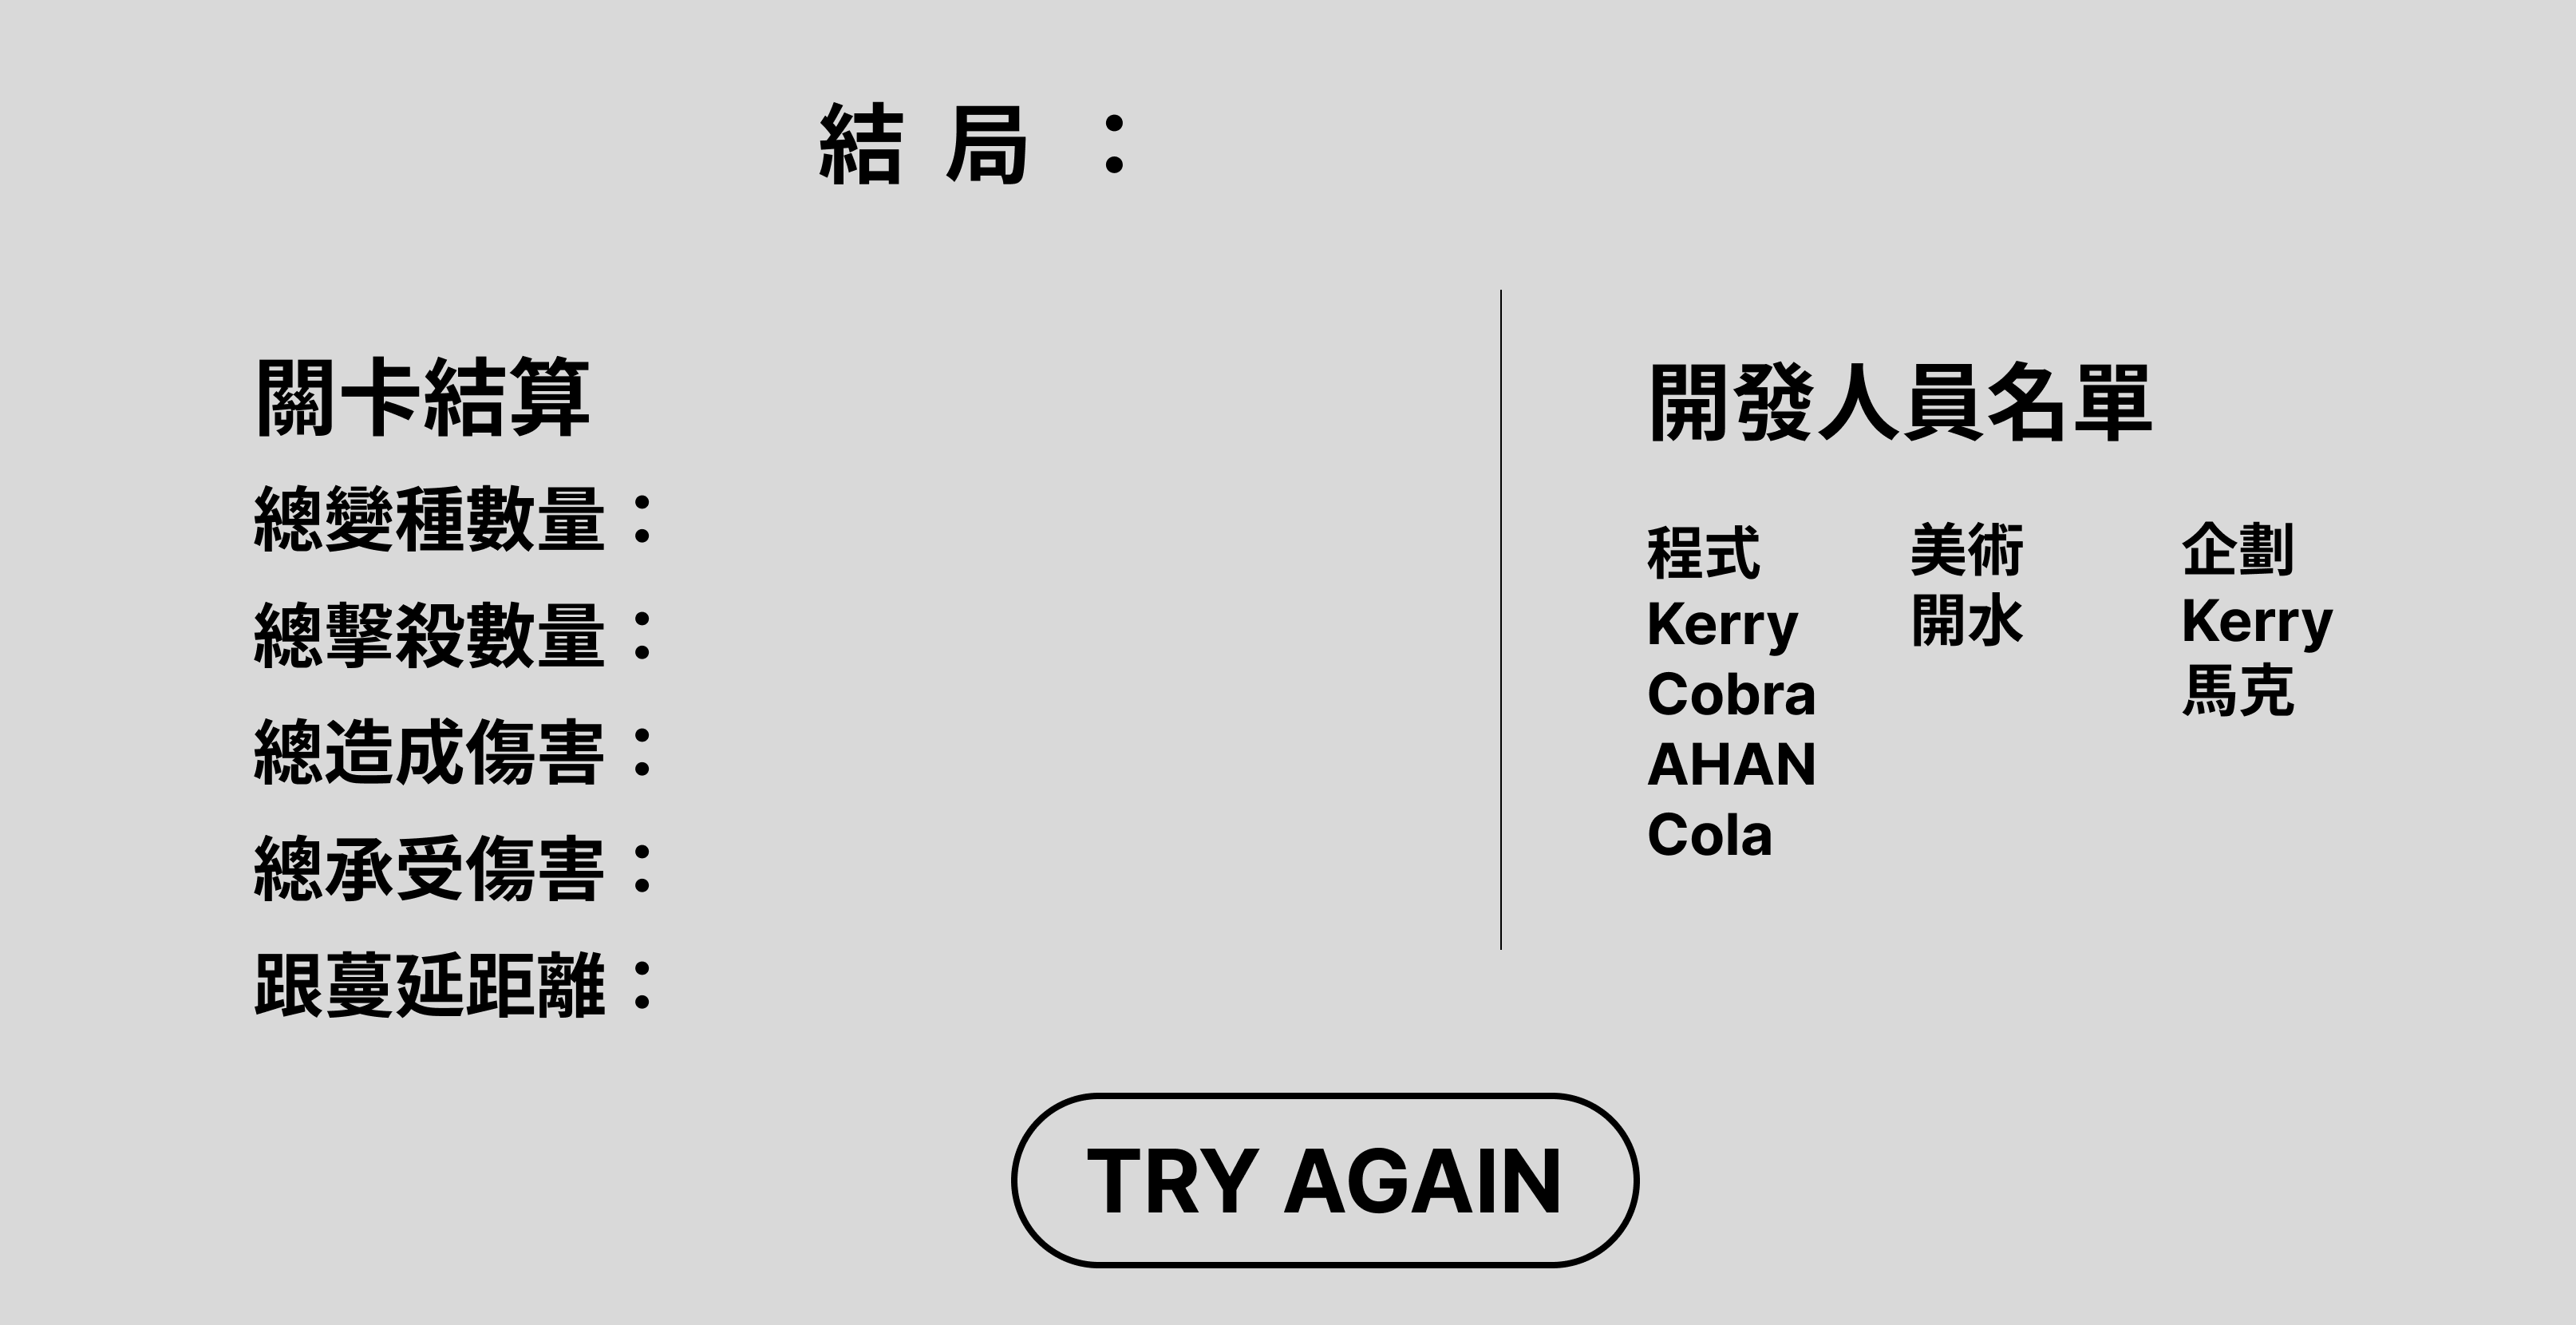 結 局 ：
關卡結算
總變種數量：
總擊殺數量：
總造成傷害：
總承受傷害：
跟蔓延距離：
開發人員名單
程式
Kerry
Cobra
AHAN
Cola
美術
開水
企劃
Kerry
馬克
TRY AGAIN